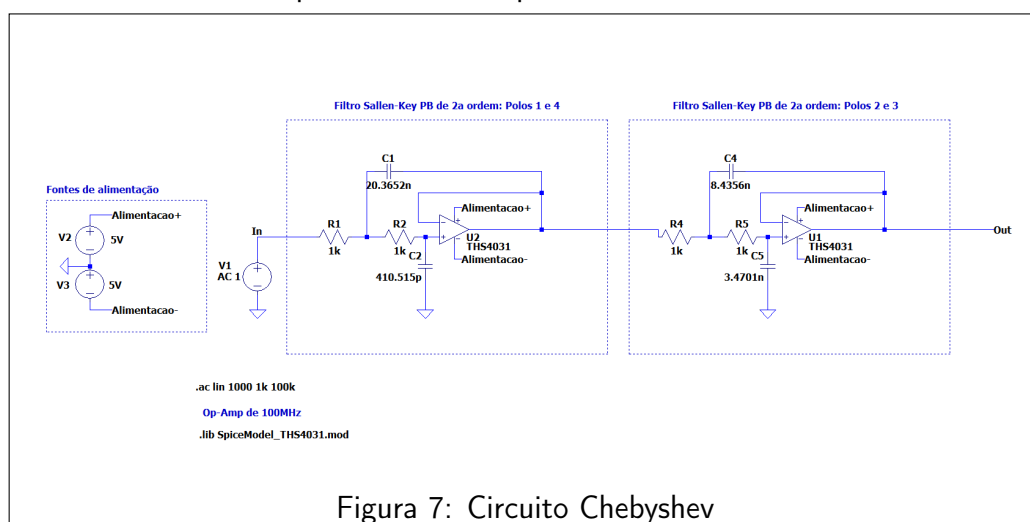 Filtro Sallen-Key PB de 2a ordem: Polos 1 e 4
Filtro Sallen-Key PB de 2a ordem: Polos 2 e 3
C1
20.3652n
C4
8.4356n
Fontes de alimentação
Alimentacao+
V2
5V
V3
5V
Alimentacao-
In
V1
AC 1
R1
1k
R2
1k
C2
410.515p
Alimentacao+
U2
THS4031
Alimentacao-
R4
1k
R5
1k
C5
3.4701n
Alimentacao+
U1
THS4031
Alimentacao-
Out
.ac lin 1000 1k 100k
Op-Amp de 100MHz
.lib SpiceModel_THS4031.mod
Figura 7: Circuito Chebyshev